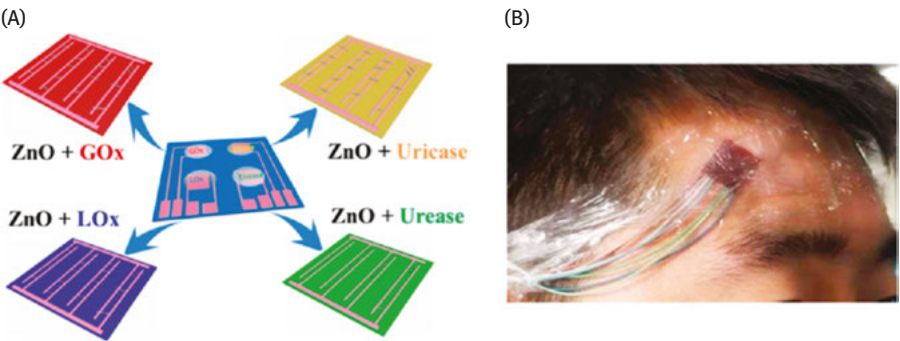 (A)
(B)
ZnO + GOx
ZnO + Uricase
GOx
LOx
Urease
ZnO + LOx
ZnO + Urease